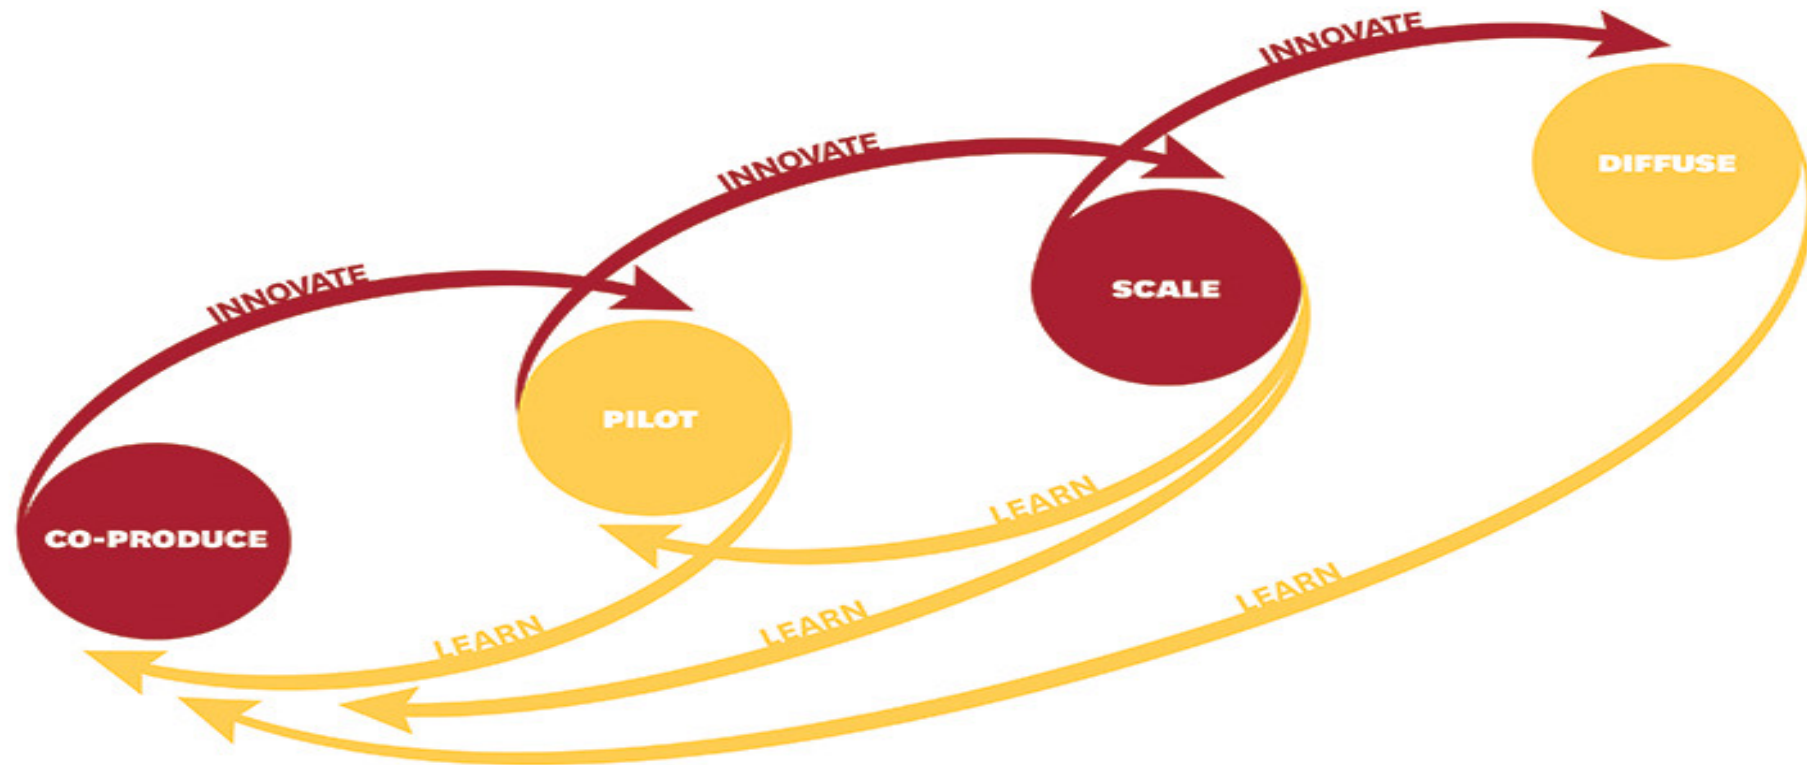 INNOVATE
INNOVATE
INNOVATE
DIFFUSE
SCALE
PILOT
CO-PRODUCE
LEARN
LEARN
LEARN
LEARN